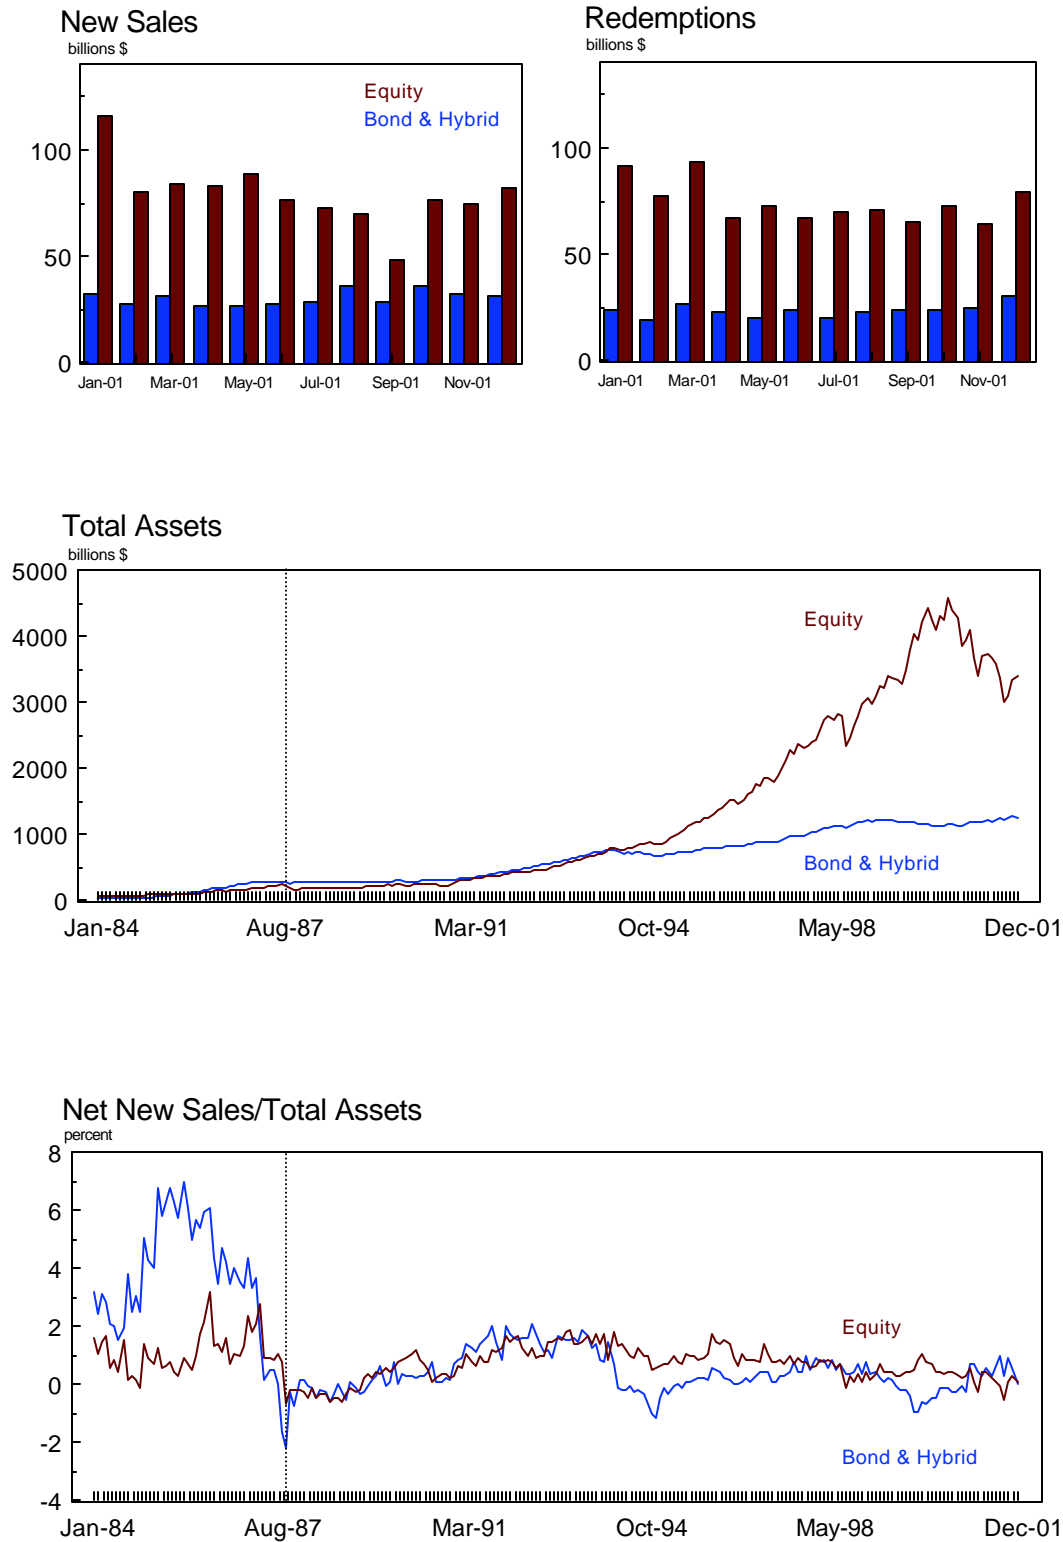 New Sales
billions $
Equity
Bond & Hybrid
100
50
0
Jan-01 Mar-01 May-01 Jul-01 Sep-01 Nov-01
Redemptions
billions $
100
50
0
Jan-01 Mar-01 May-01 Jul-01 Sep-01 Nov-01
Total Assets
billions $
5000
4000
3000
2000
1000
0
Equity
Bond & Hybrid
Jan-84 Aug-87 Mar-91 Oct-94 May-98 Dec-01
Net New Sales/Total Assets
percent
8
6
4
2
0
-2
-4
Equity
Bond & Hybrid
Jan-84 Aug-87 Mar-91 Oct-94 May-98 Dec-01